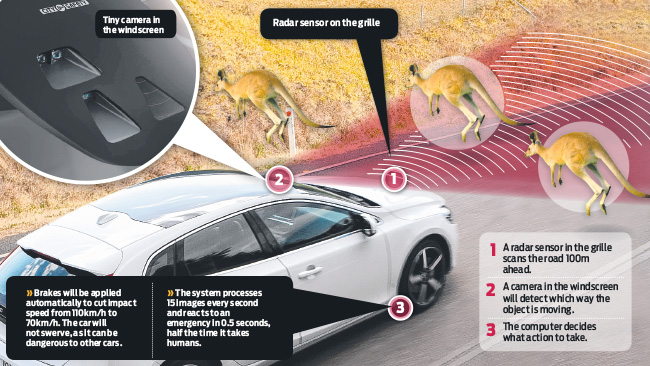 CITY SAFETY
Tiny camera in
the windscreen
Radar sensor on the grille
2
1
3
» Brakes will be applied
automatically to cut impact
speed from 110km/h to
70km/h. The car will
not swerve, as it can be
dangerous to other cars.
» The system processes
15 images every second
and reacts to an
emergency in 0.5 seconds,
half the time it takes
humans.
1 A radar sensor in the grille
scans the road 100m
ahead.
2 A camera in the windscreen
will detect which way the
object is moving.
3 The computer decides
what action to take.